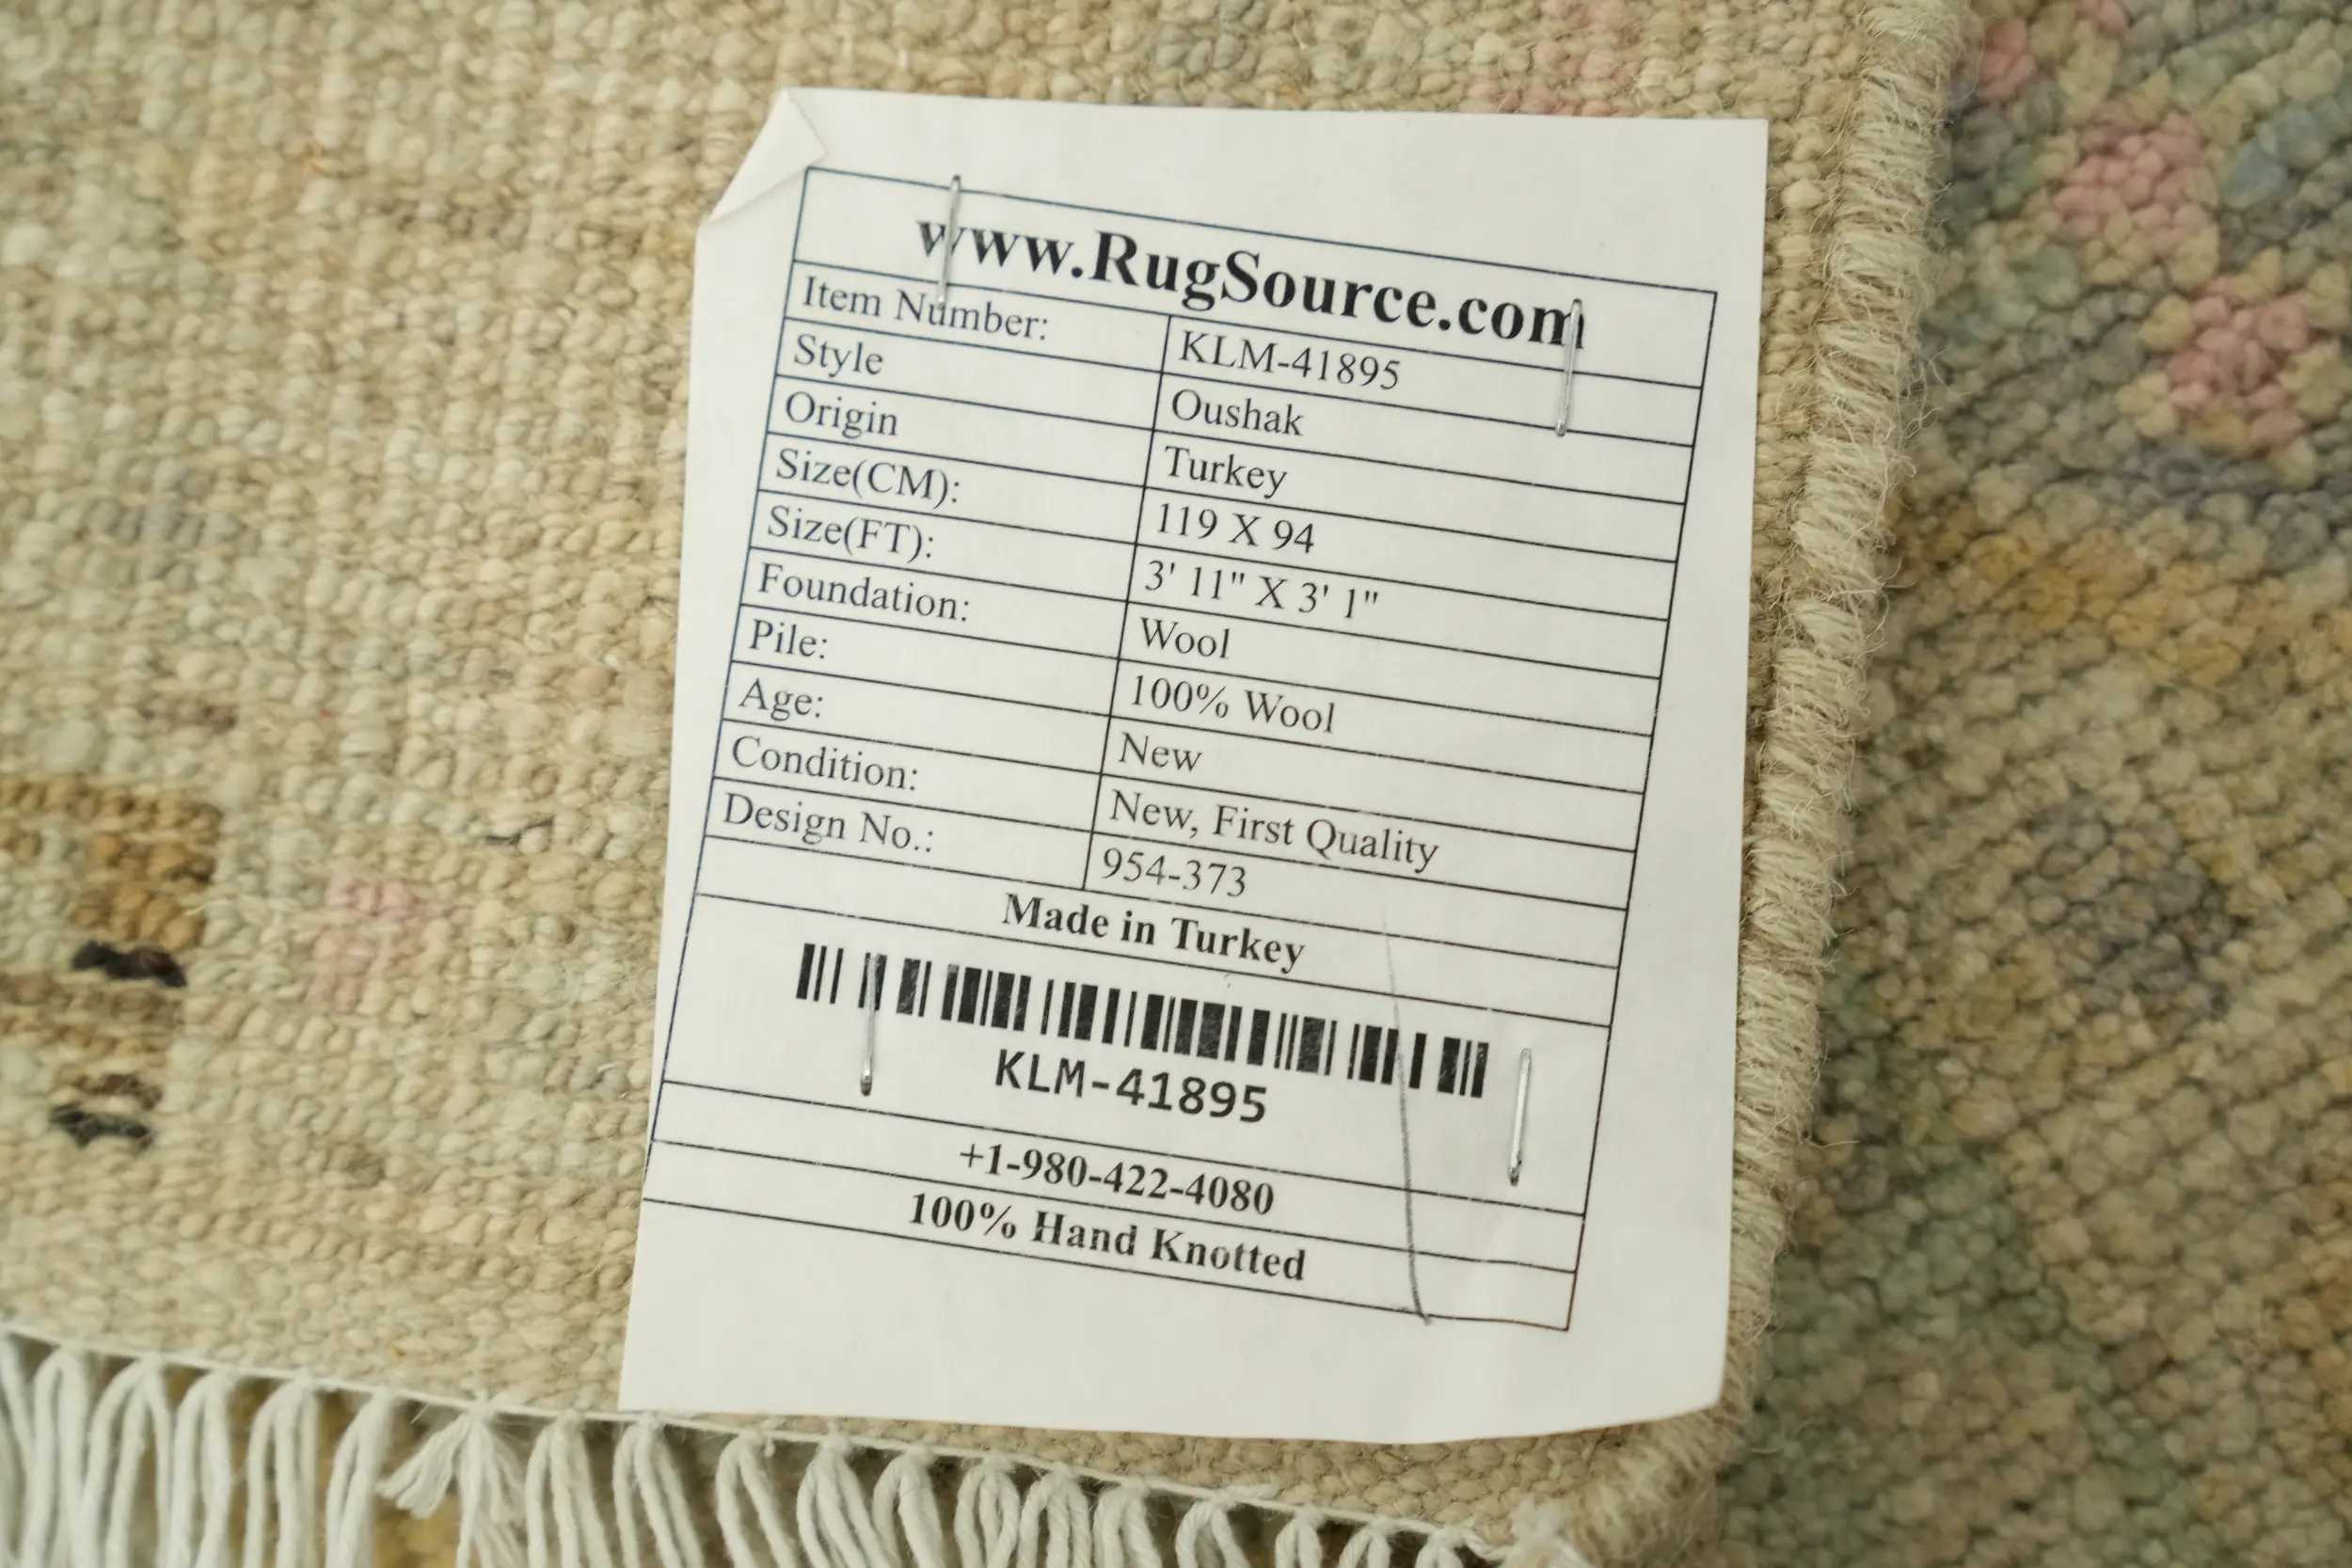 www.RugSource.com
Item Number: KLM-41895
Style Oushak
Origin Turkey
Size(CM): 119 X 94
Size(FT): 3' 11" X 3' 1"
Foundation: Wool
Pile: 100% Wool
Age: New
Condition: New, First Quality
Design No.: 954-373
Made in Turkey
KLM-41895
+1-980-422-4080
100% Hand Knotted